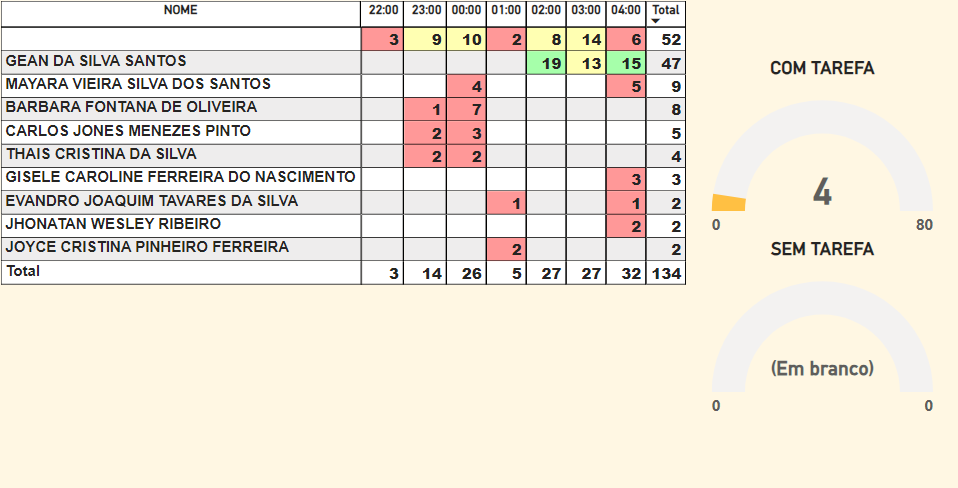 NOME 22:00 23:00 00:00 01:00 02:00 03:00 04:00 Total
3 9 10 2 8 14 6 52
GEAN DA SILVA SANTOS 19 13 15 47
MAYARA VIEIRA SILVA DOS SANTOS 4 5 9
BARBARA FONTANA DE OLIVEIRA 1 7 8
CARLOS JONES MENEZES PINTO 2 3 5
THAIS CRISTINA DA SILVA 2 2 4
GISELE CAROLINE FERREIRA DO NASCIMENTO 3 3
EVANDRO JOAQUIM TAVARES DA SILVA 1 1 2
JHONATAN WESLEY RIBEIRO 2 2
JOYCE CRISTINA PINHEIRO FERREIRA 2 2
Total 3 14 26 5 27 27 32 134
COM TAREFA
4
0 80
SEM TAREFA
(Em branco)
0 0